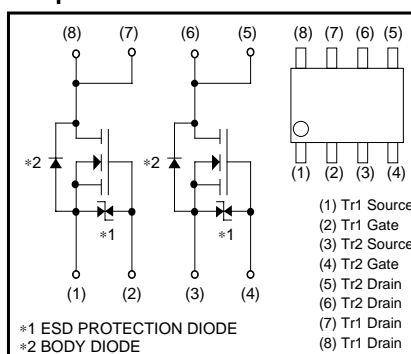 (8) (7) (6) (5)
(8) (7) (6) (5)
*2 *2
*1 *1
(1) (2) (3) (4)
(1) (2) (3) (4)
(1) Tr1 Source
(2) Tr1 Gate
(3) Tr2 Source
(4) Tr2 Gate
(5) Tr2 Drain
(6) Tr2 Drain
(7) Tr1 Drain
(8) Tr1 Drain
*1 ESD PROTECTION DIODE
*2 BODY DIODE